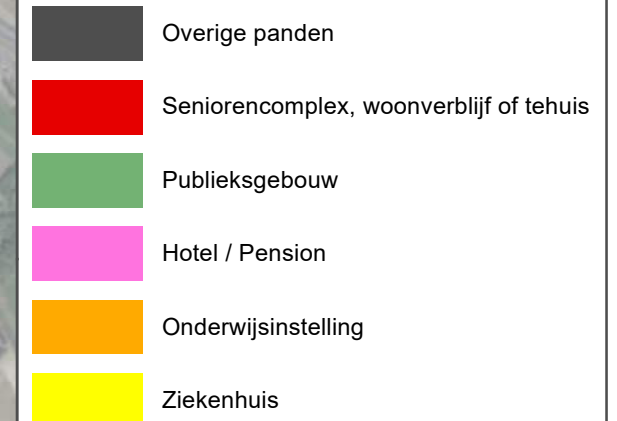 Overige panden
Seniorencomplex, woonverblijf of tehuis
Publieksgebouw
Hotel / Pension
Onderwijsinstelling
Ziekenhuis